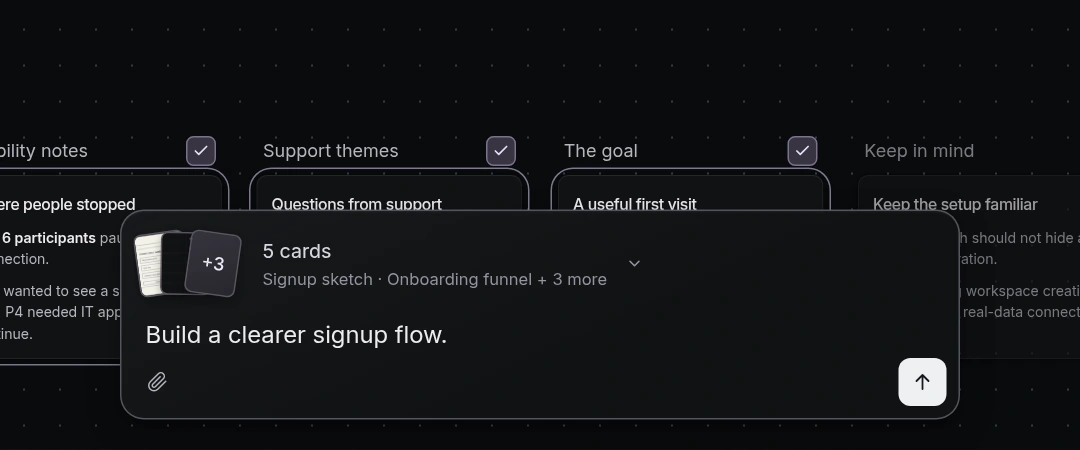 bility notes
Support themes
The goal
Keep in mind
ere people stopped
Questions from support
A useful first visit
Keep the setup familiar
6 participants
nection.
wanted to see a s
P4 needed IT app
tinue.
h should not hide a
ation.
workspace creati
real-data connect
+3
5 cards
Signup sketch · Onboarding funnel + 3 more
Build a clearer signup flow.